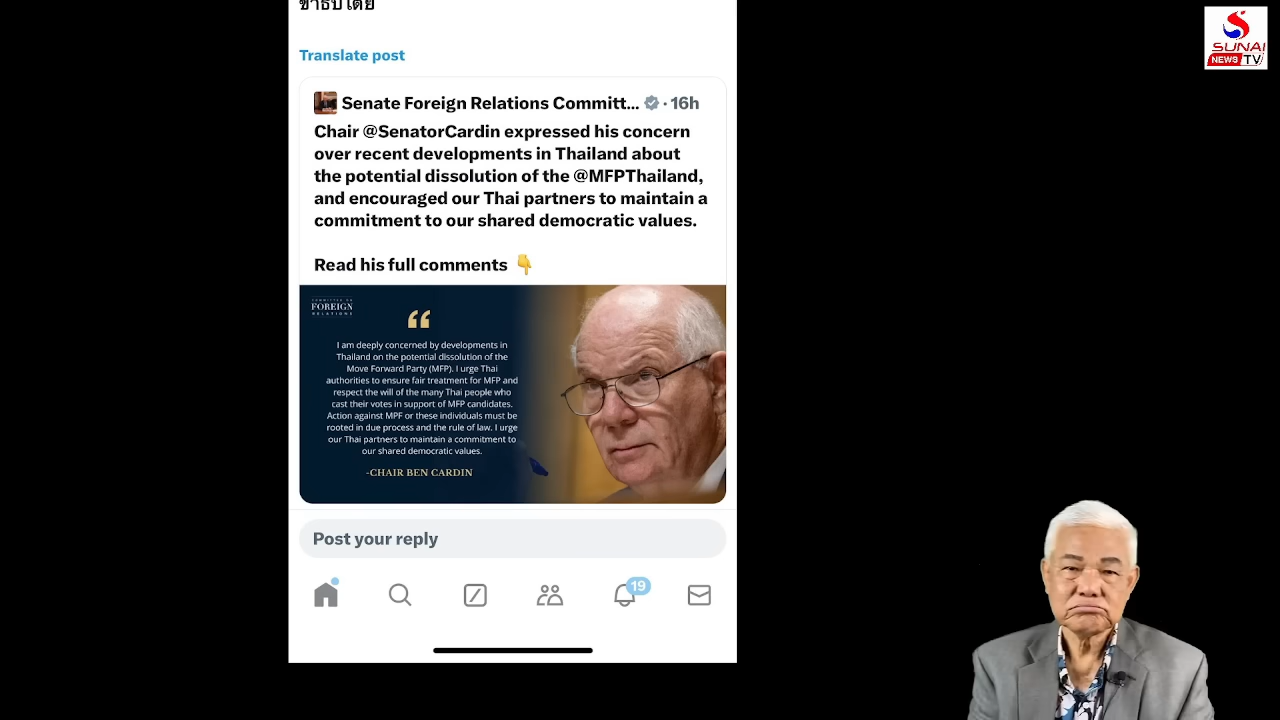 Translate post
Senate Foreign Relations Committ... · 16h
Chair @SenatorCardin expressed his concern
over recent developments in Thailand about
the potential dissolution of the @MFPThailand,
and encouraged our Thai partners to maintain a
commitment to our shared democratic values.
Read his full comments 👇
COMMITTEE ON
FOREIGN
RELATIONS
“
I am deeply concerned by developments in
Thailand on the potential dissolution of the
Move Forward Party (MFP). I urge Thai
authorities to ensure fair treatment for MFP and
respect the will of the many Thai people who
cast their votes in support of MFP candidates.
Action against MPF or these individuals must be
rooted in due process and the rule of law. I urge
our Thai partners to maintain a commitment to
our shared democratic values.
-CHAIR BEN CARDIN
Post your reply
19
SUNAI
NEWS TV